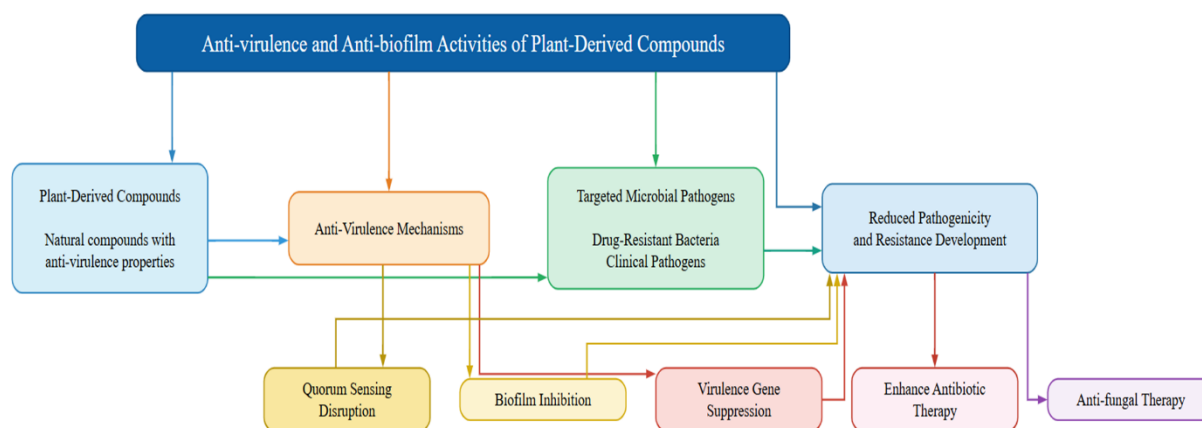 Anti-virulence and Anti-biofilm Activities of Plant-Derived Compounds
Plant-Derived Compounds
Natural compounds with
anti-virulence properties
Anti-Virulence Mechanisms
Targeted Microbial Pathogens
Drug-Resistant Bacteria
Clinical Pathogens
Reduced Pathogenicity
and Resistance Development
Quorum Sensing
Disruption
Biofilm Inhibition
Virulence Gene
Suppression
Enhance Antibiotic
Therapy
Anti-fungal Therapy